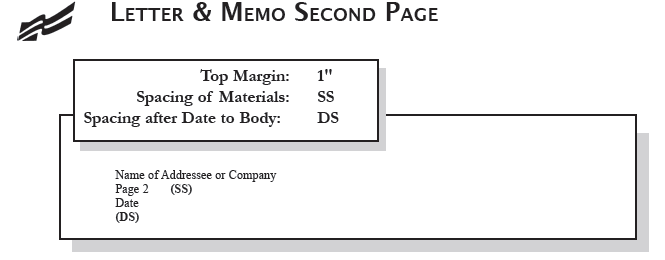 LETTER & MEMO SECOND PAGE
Top Margin: 1"
Spacing of Materials: SS
Spacing after Date to Body: DS
Name of Addressee or Company
Page 2 (SS)
Date
(DS)